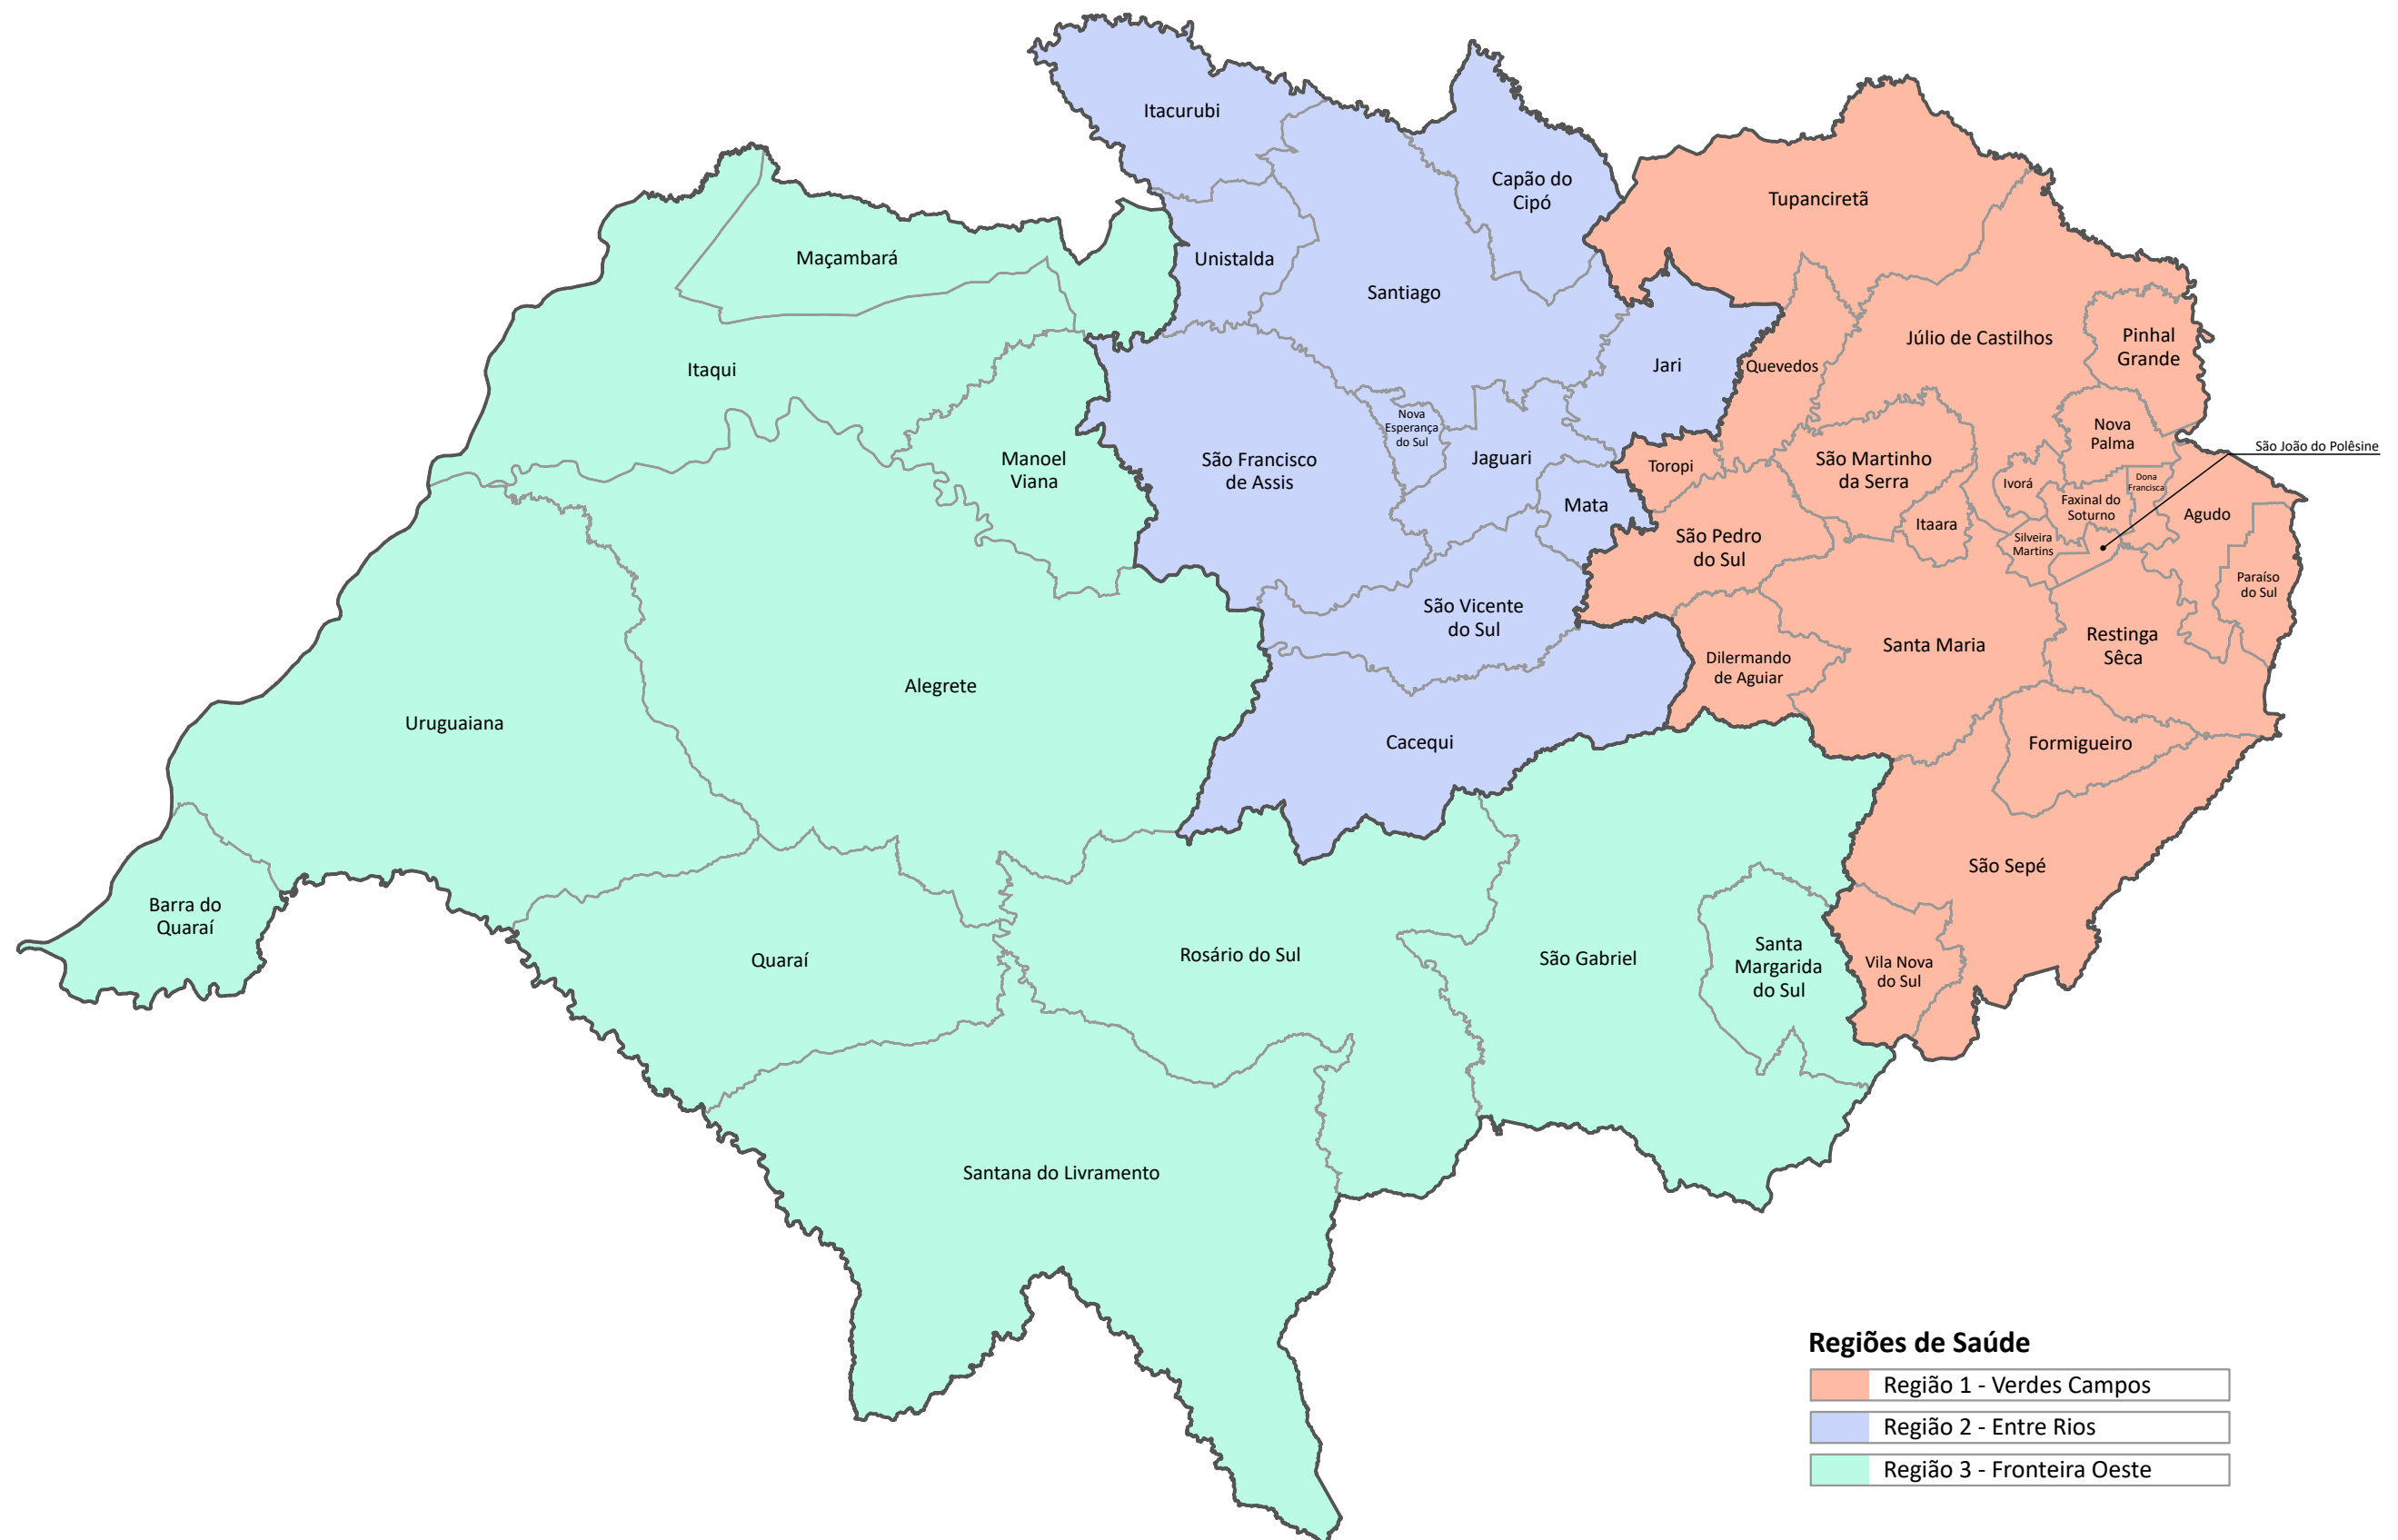 Itacurubi
Capão do
Cipó
Tupanciretã
Maçambará
Unistalda
Santiago
Júlio de Castilhos
Pinhal
Grande
Itaqui
Jari
Quevedos
Nova
Esperança
do Sul
Nova
Palma
São João do Polêsine
Manoel
Viana
São Francisco
de Assis
Jaguari
Toropi
São Martinho
da Serra
Ivorá
Dona
Francisca
Faxinal do
Soturno
Agudo
Mata
Itaara
São Pedro
do Sul
Silveira
Martins
Paraíso
do Sul
São Vicente
do Sul
Santa Maria
Restinga
Sêca
Dilermando
de Aguiar
Alegrete
Uruguaiana
Cacequi
Formigueiro
São Sepé
Barra do
Quaraí
Quaraí
Rosário do Sul
São Gabriel
Santa
Margarida
do Sul
Vila Nova
do Sul
Santana do Livramento
Regiões de Saúde
Região 1 - Verdes Campos
Região 2 - Entre Rios
Região 3 - Fronteira Oeste